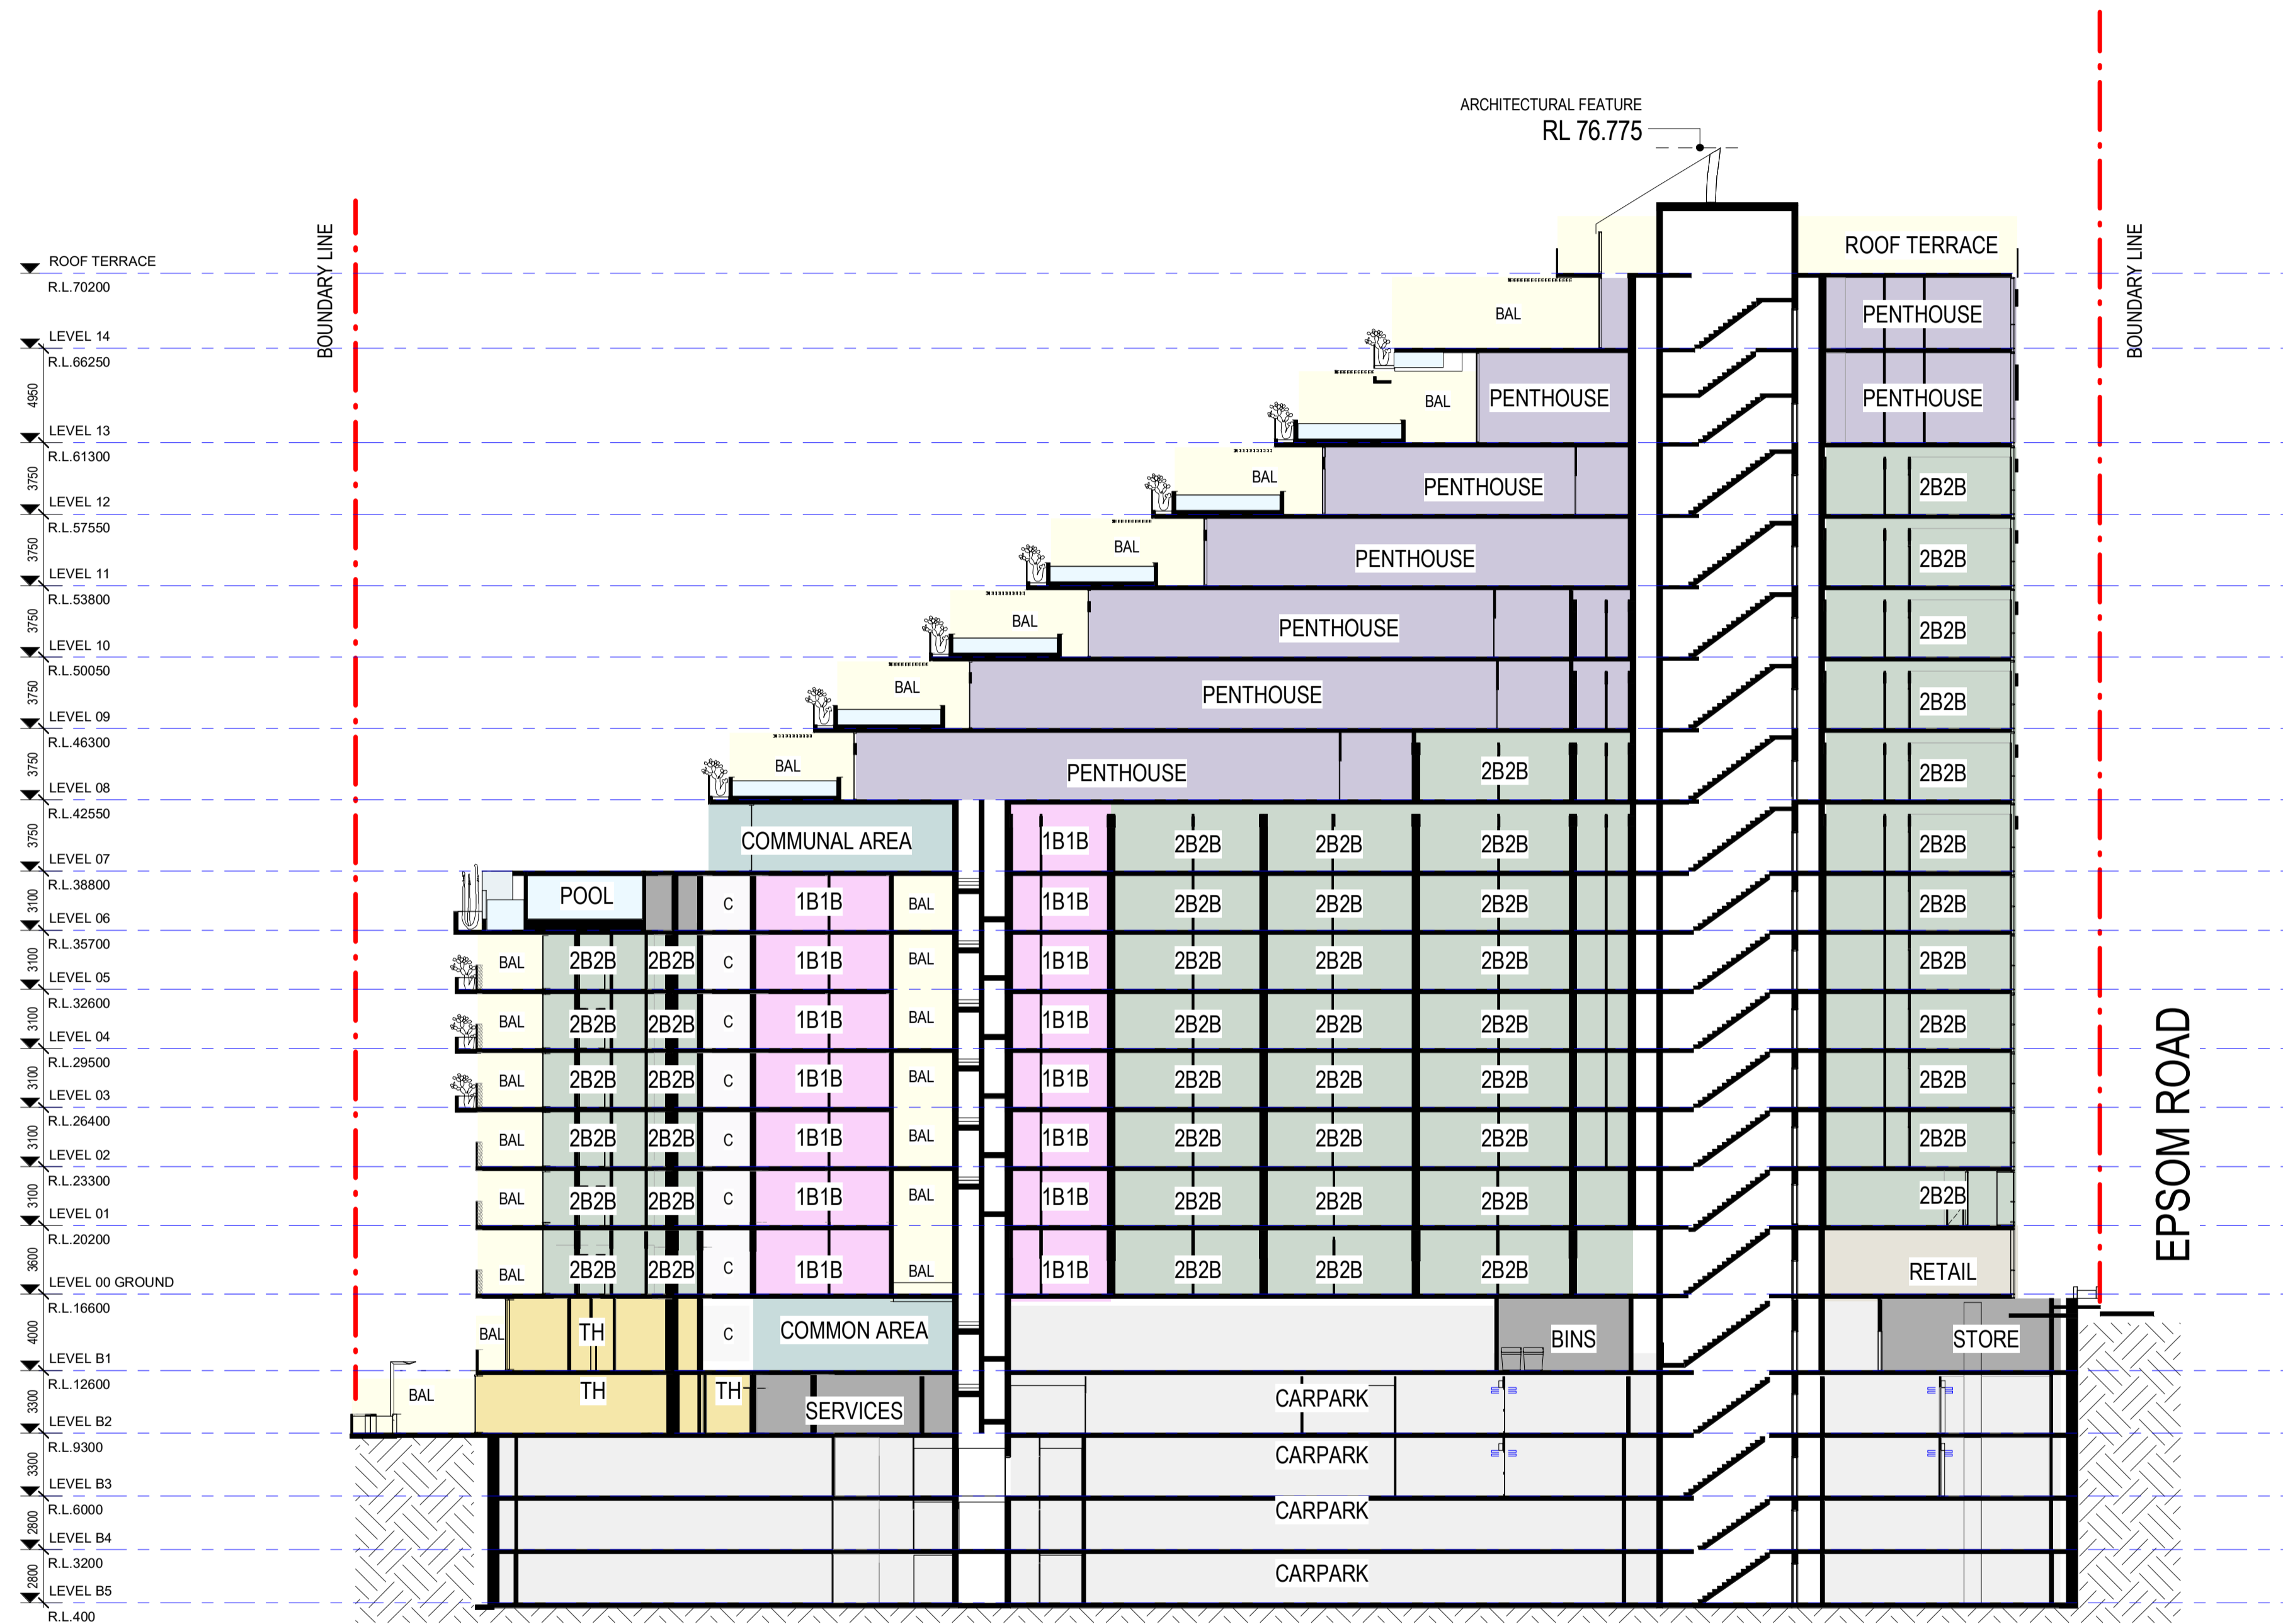 ARCHITECTURAL FEATURE
RL 76.775
BOUNDARY LINE
BOUNDARY LINE
ROOF TERRACE
ROOF TERRACE
R.L.70200
BAL
PENTHOUSE
LEVEL 14
R.L.66250
4950
BAL
PENTHOUSE
PENTHOUSE
LEVEL 13
R.L.61300
3750
BAL
PENTHOUSE
2B2B
LEVEL 12
R.L.57550
3750
BAL
PENTHOUSE
2B2B
LEVEL 11
R.L.53800
3750
BAL
PENTHOUSE
2B2B
LEVEL 10
R.L.50050
3750
BAL
PENTHOUSE
2B2B
LEVEL 09
R.L.46300
3750
BAL
PENTHOUSE
2B2B
2B2B
LEVEL 08
R.L.42550
3750
COMMUNAL AREA
1B1B
2B2B
2B2B
2B2B
2B2B
LEVEL 07
R.L.38800
3100
POOL
C
1B1B
BAL
1B1B
2B2B
2B2B
2B2B
2B2B
LEVEL 06
R.L.35700
3100
BAL
2B2B
2B2B
C
1B1B
BAL
1B1B
2B2B
2B2B
2B2B
2B2B
LEVEL 05
R.L.32600
3100
BAL
2B2B
2B2B
C
1B1B
BAL
1B1B
2B2B
2B2B
2B2B
2B2B
LEVEL 04
R.L.29500
3100
BAL
2B2B
2B2B
C
1B1B
BAL
1B1B
2B2B
2B2B
2B2B
2B2B
LEVEL 03
R.L.26400
3100
BAL
2B2B
2B2B
C
1B1B
BAL
1B1B
2B2B
2B2B
2B2B
2B2B
LEVEL 02
R.L.23300
3100
BAL
2B2B
2B2B
C
1B1B
BAL
1B1B
2B2B
2B2B
2B2B
2B2B
LEVEL 01
R.L.20200
3600
BAL
2B2B
2B2B
C
1B1B
BAL
1B1B
2B2B
2B2B
2B2B
RETAIL
EPSOM ROAD
LEVEL 00 GROUND
R.L.16600
4000
BAL
TH
C
COMMON AREA
BINS
STORE
LEVEL B1
R.L.12600
3300
BAL
TH
TH
SERVICES
CARPARK
LEVEL B2
R.L.9300
3300
CARPARK
LEVEL B3
R.L.6000
2800
CARPARK
LEVEL B4
R.L.3200
2800
CARPARK
LEVEL B5
R.L.400